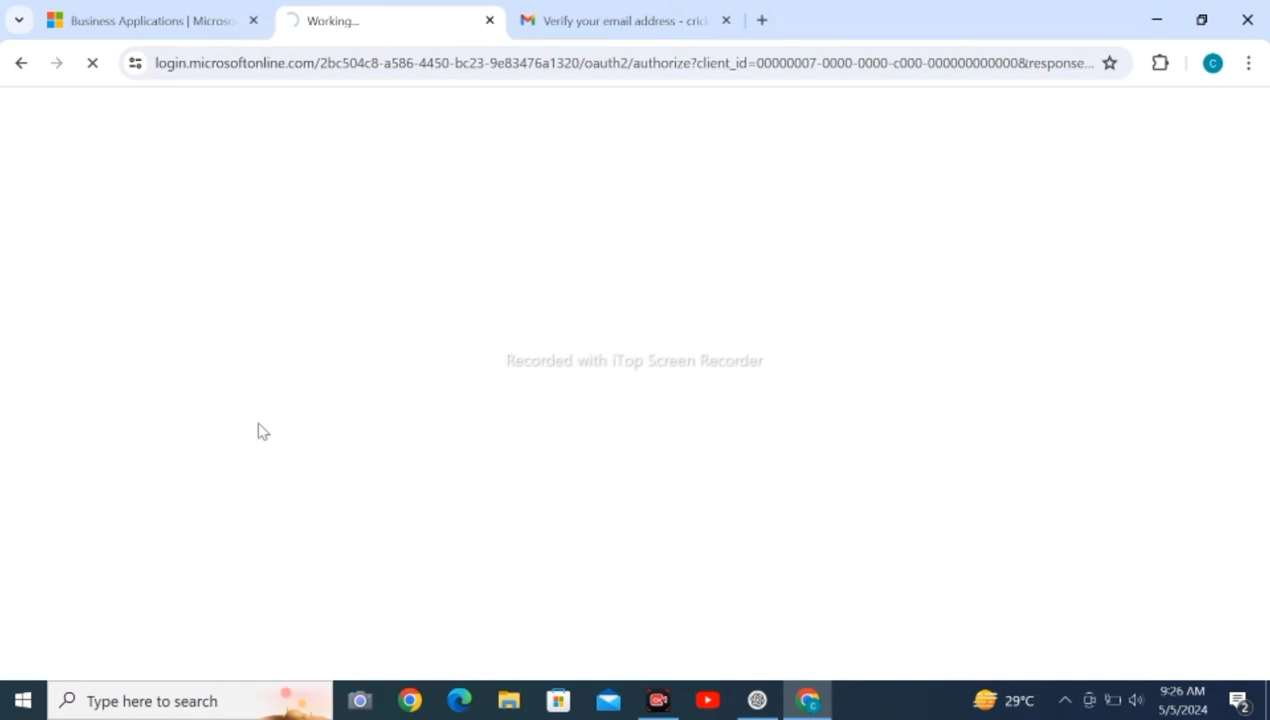 Business Applications | Microso
Working...
Verify your email address - cric
login.microsoftonline.com/2bc504c8-a586-4450-bc23-9e83476a1320/oauth2/authorize?client_id=00000007-0000-0000-c000-000000000000&response...
C
Recorded with iTop Screen Recorder
Type here to search
29°C
9:26 AM
5/5/2024
2